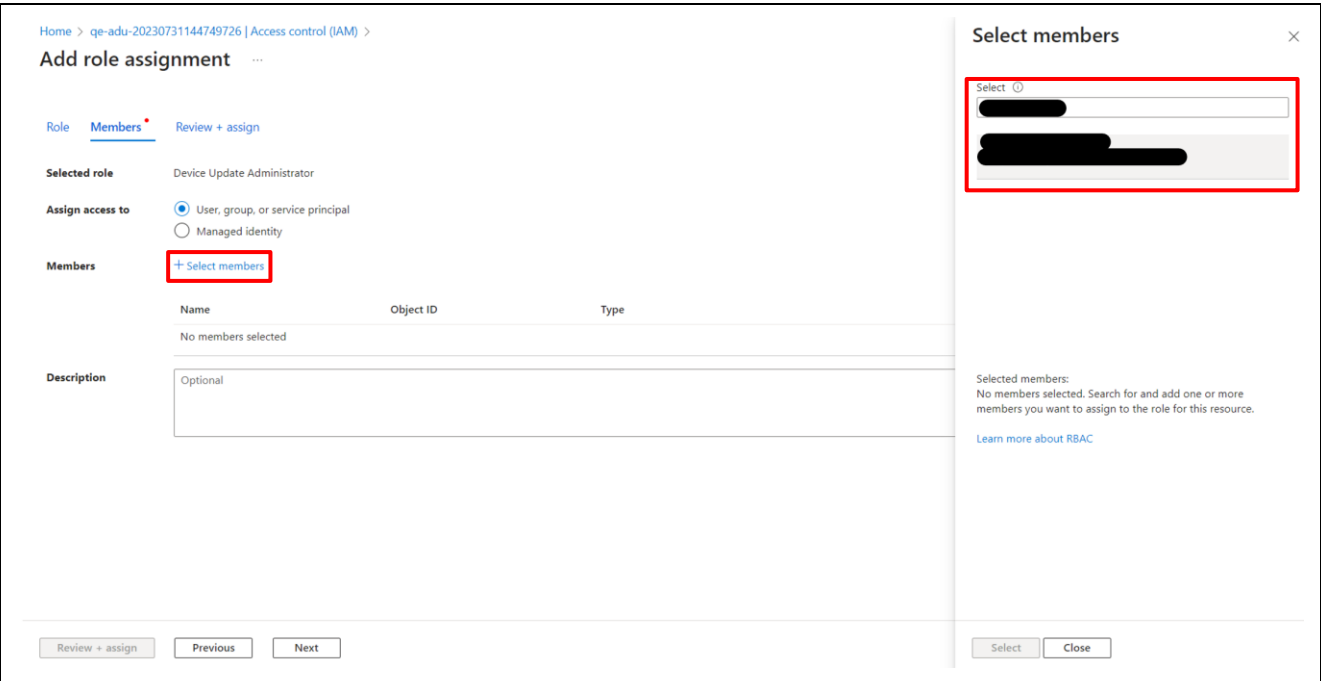 Home > qe-adu-20230731144749726 | Access control (IAM) >
Add role assignment ...
Role Members Review + assign
Selected role Device Update Administrator
Assign access to User, group, or service principal
Managed identity
Members + Select members
Name Object ID Type
No members selected
Description Optional
Review + assign Previous Next
Select members
Select
Selected members:
No members selected. Search for and add one or more
members you want to assign to the role for this resource.
Learn more about RBAC
Select Close